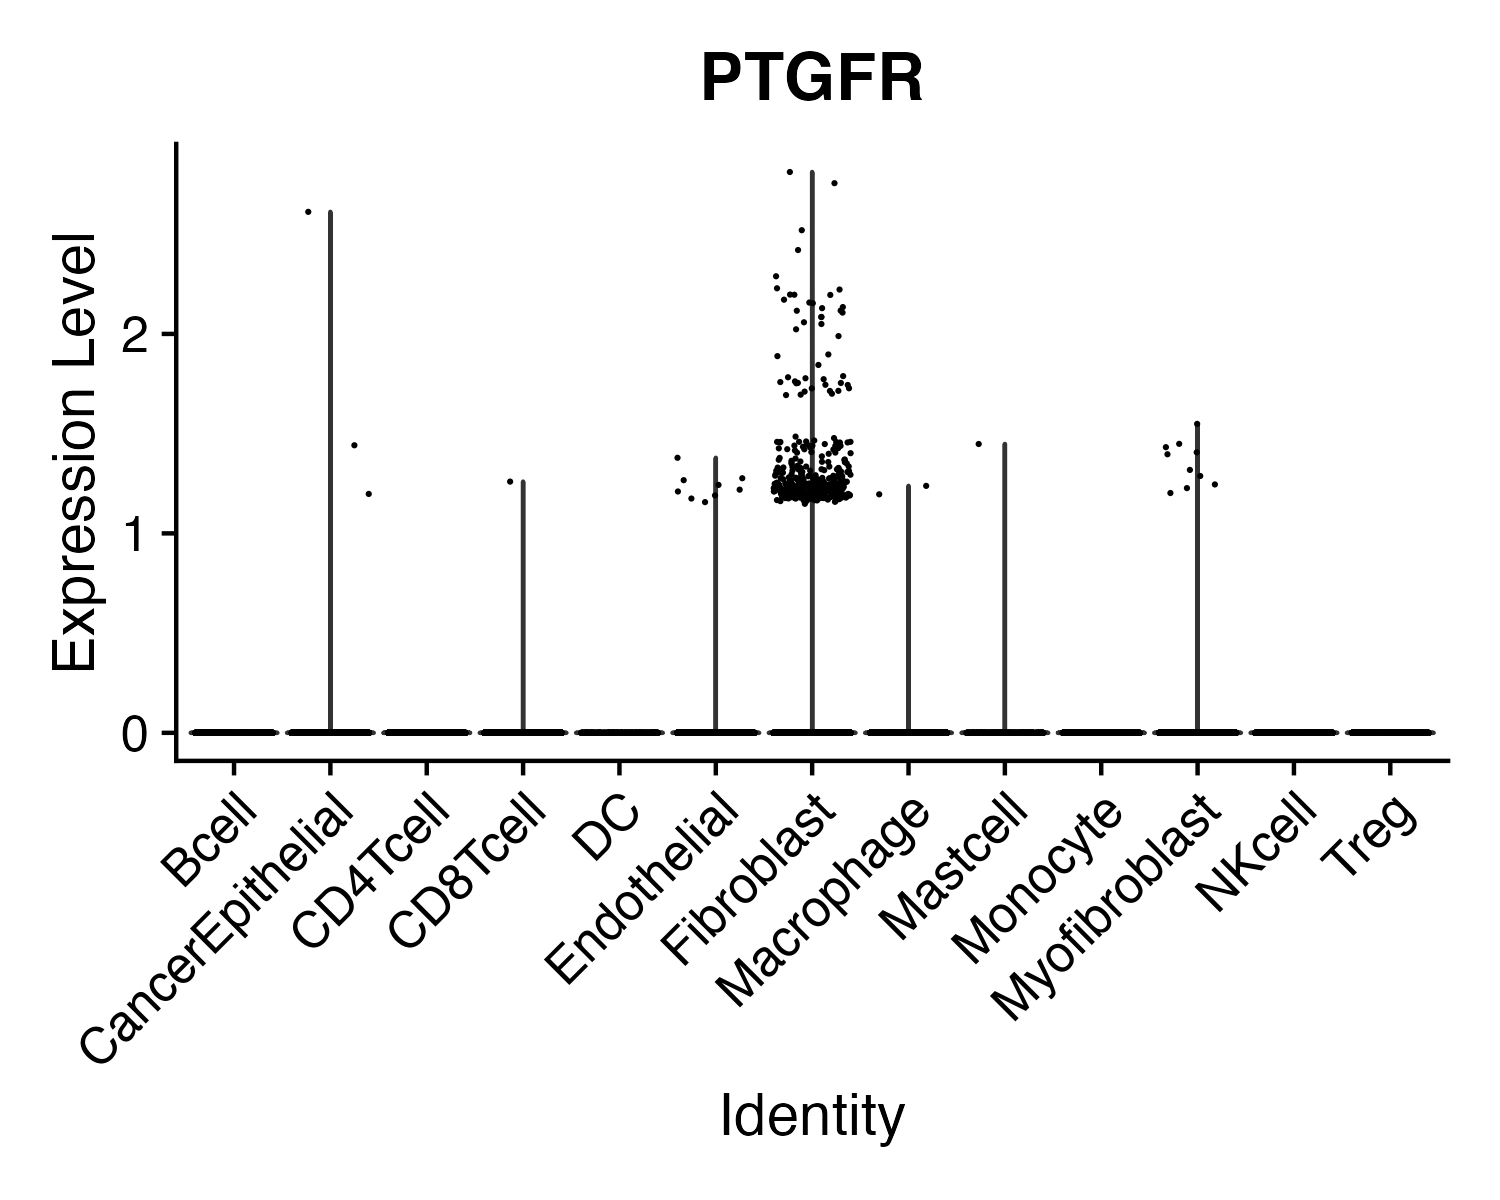 PTGFR
Expression Level
2
1
0
Bcell
CancerEpithelial
CD4Tcell
CD8Tcell
DC
Endothelial
Fibroblast
Macrophage
Mastcell
Monocyte
Myofibroblast
NKcell
Treg
Identity